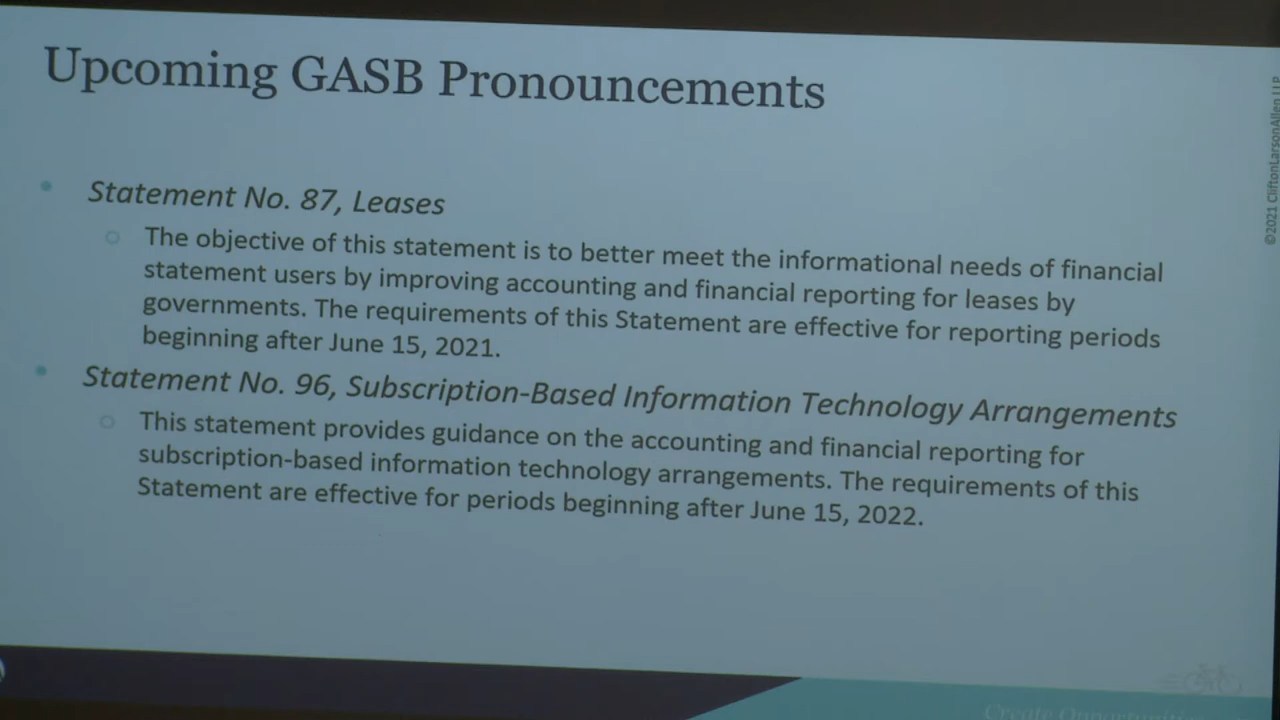 Upcoming GASB Pronouncements
Statement No. 87, Leases
The objective of this statement is to better meet the informational needs of financial
statement users by improving accounting and financial reporting for leases by
governments. The requirements of this Statement are effective for reporting periods
beginning after June 15, 2021.
Statement No. 96, Subscription-Based Information Technology Arrangements
This statement provides guidance on the accounting and financial reporting for
subscription-based information technology arrangements. The requirements of this
Statement are effective for periods beginning after June 15, 2022.
©2021 CliftonLarsonAllen LLP
Create